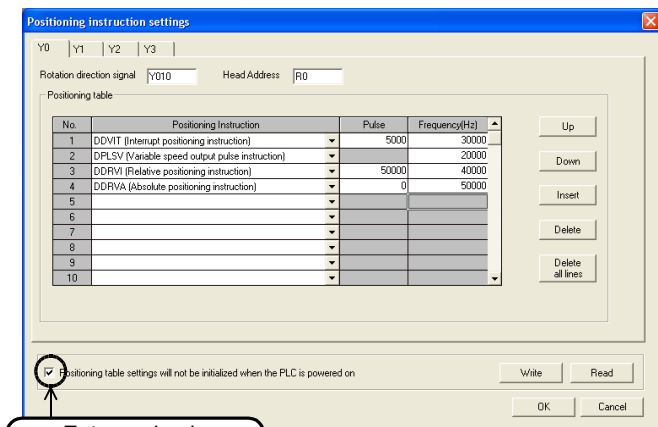 Positioning instruction settings
Y0 Y1 Y2 Y3
Rotation direction signal Y010 Head Address R0
Positioning table
No. Positioning Instruction Pulse Frequency(Hz)
1 DDVIT (Interrupt positioning instruction) 5000 30000
2 DPLSV (Variable speed output pulse instruction) 20000
3 DDRVI (Relative positioning instruction) 50000 40000
4 DDRVA (Absolute positioning instruction) 0 50000
5
6
7
8
9
10
Up
Down
Insert
Delete
Delete
all lines
Positioning table settings will not be initialized when the PLC is powered on
Write Read
OK Cancel